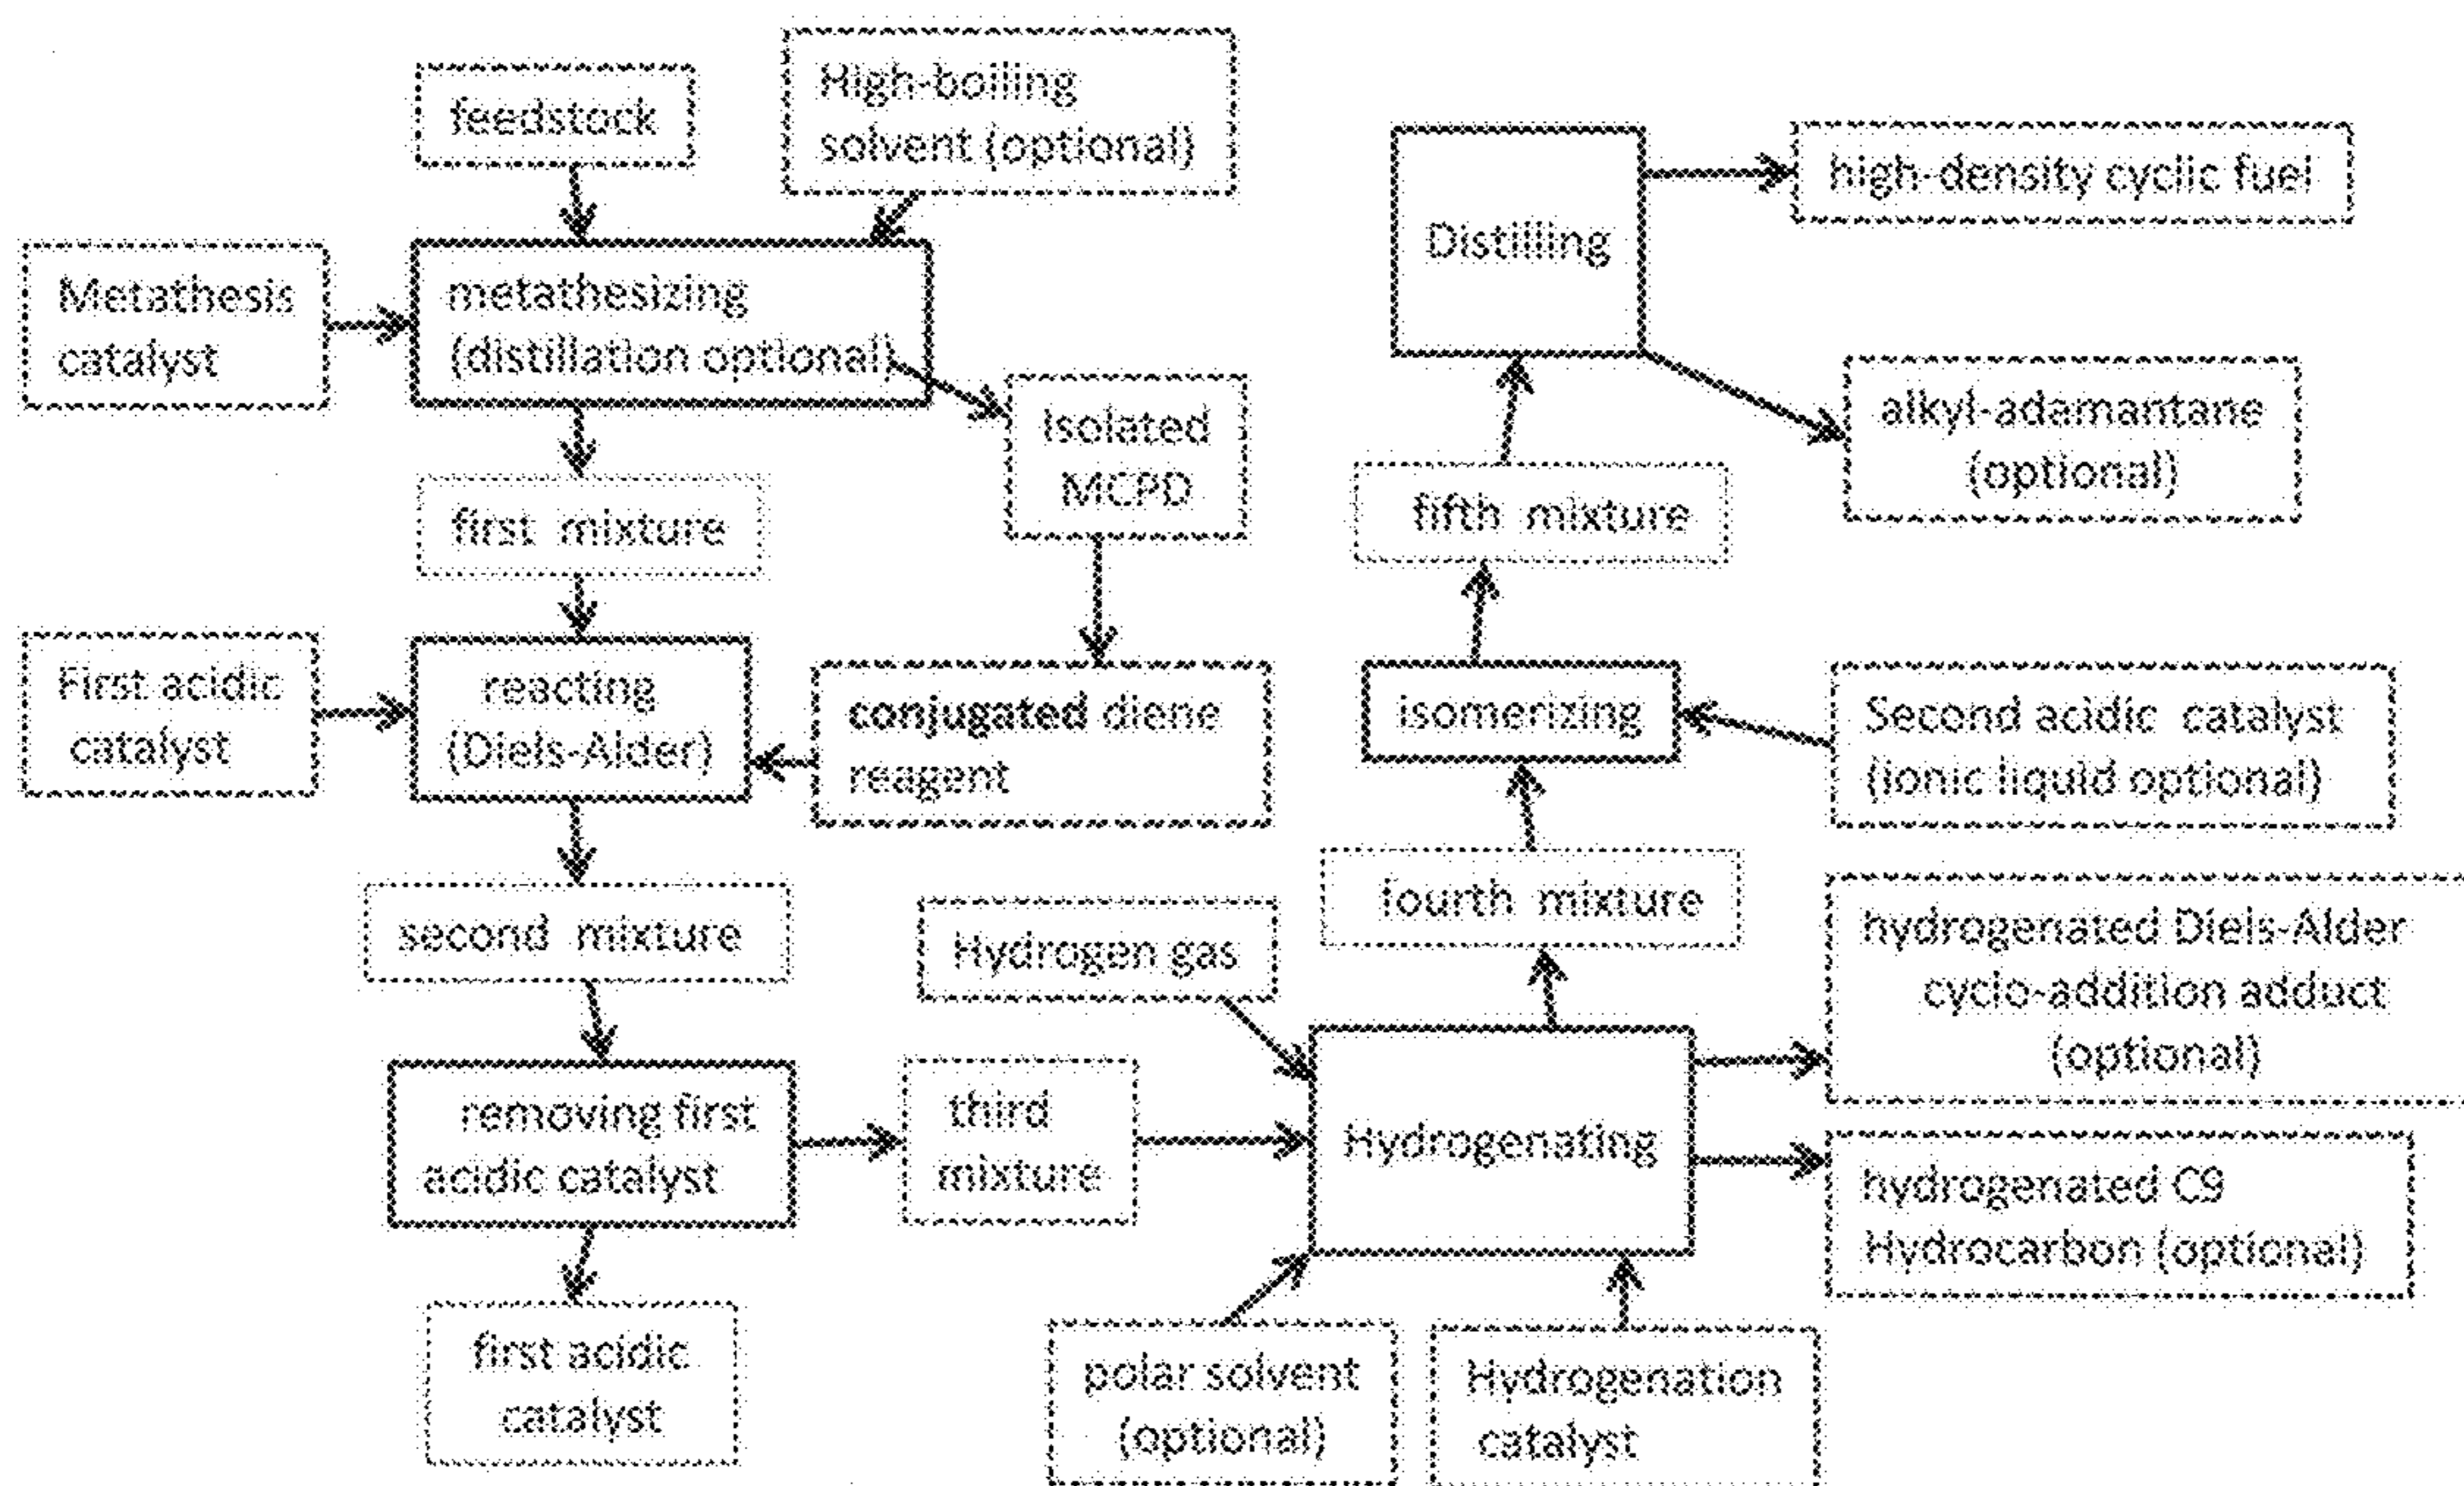 feedstock
High-boiling
solvent (optional)
Metathesis
catalyst
metathesizing
(distillation optional)
Isolated
MCPD
first mixture
First acidic
catalyst
reacting
(Diels-Alder)
conjugated diene
reagent
second mixture
removing first
acidic catalyst
first acidic
catalyst
third
mixture
Hydrogen gas
Hydrogenating
polar solvent
(optional)
Hydrogenation
catalyst
hydrogenated Diels-Alder
cyclo-addition adduct
(optional)
hydrogenated C9
Hydrocarbon (optional)
fourth mixture
isomerizing
Second acidic catalyst
(ionic liquid optional)
fifth mixture
Distilling
high-density cyclic fuel
alkyl-adamantane
(optional)